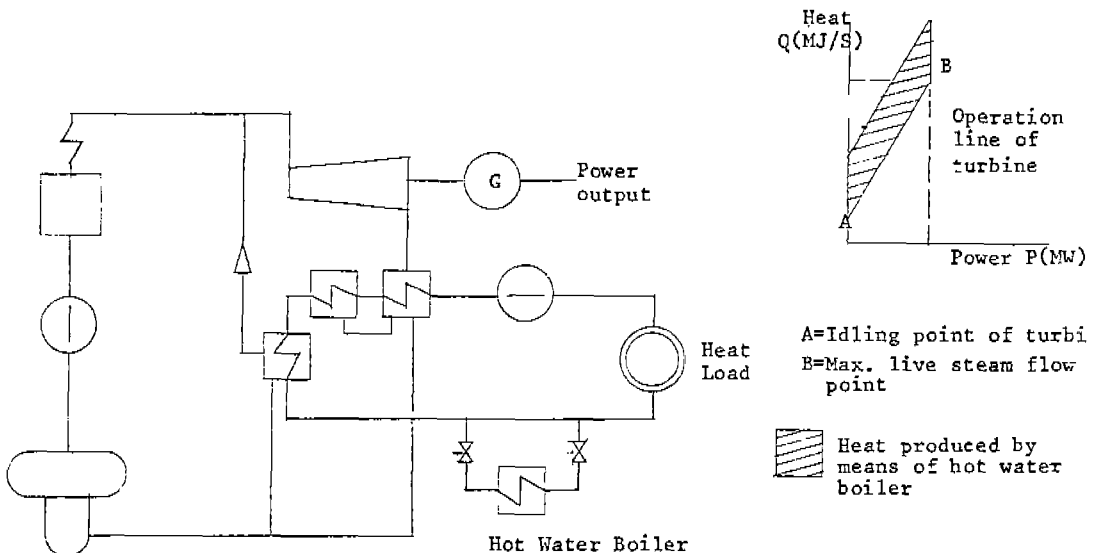 Heat
Q(MJ/S)
B
Operation
line of
turbine
A
Power P(MW)
G
Power
output
Heat
Load
A=Idling point of turbi
B=Max. live steam flow
point
Heat produced by
means of hot water
boiler
Hot Water Boiler